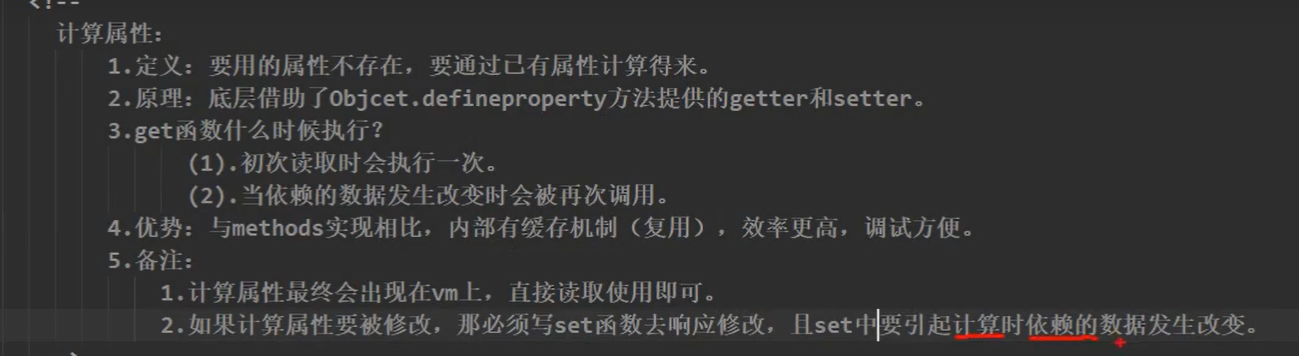 <!--
计算属性：
1.定义：要用的属性不存在，要通过已有属性计算得来。
2.原理：底层借助了Objcet.defineproperty方法提供的getter和setter。
3.get函数什么时候执行？
(1).初次读取时会执行一次。
(2).当依赖的数据发生改变时会被再次调用。
4.优势：与methods实现相比，内部有缓存机制（复用），效率更高，调试方便。
5.备注：
1.计算属性最终会出现在vm上，直接读取使用即可。
2.如果计算属性要被修改，那必须写set函数去响应修改，且set中要引起计算时依赖的数据发生改变。